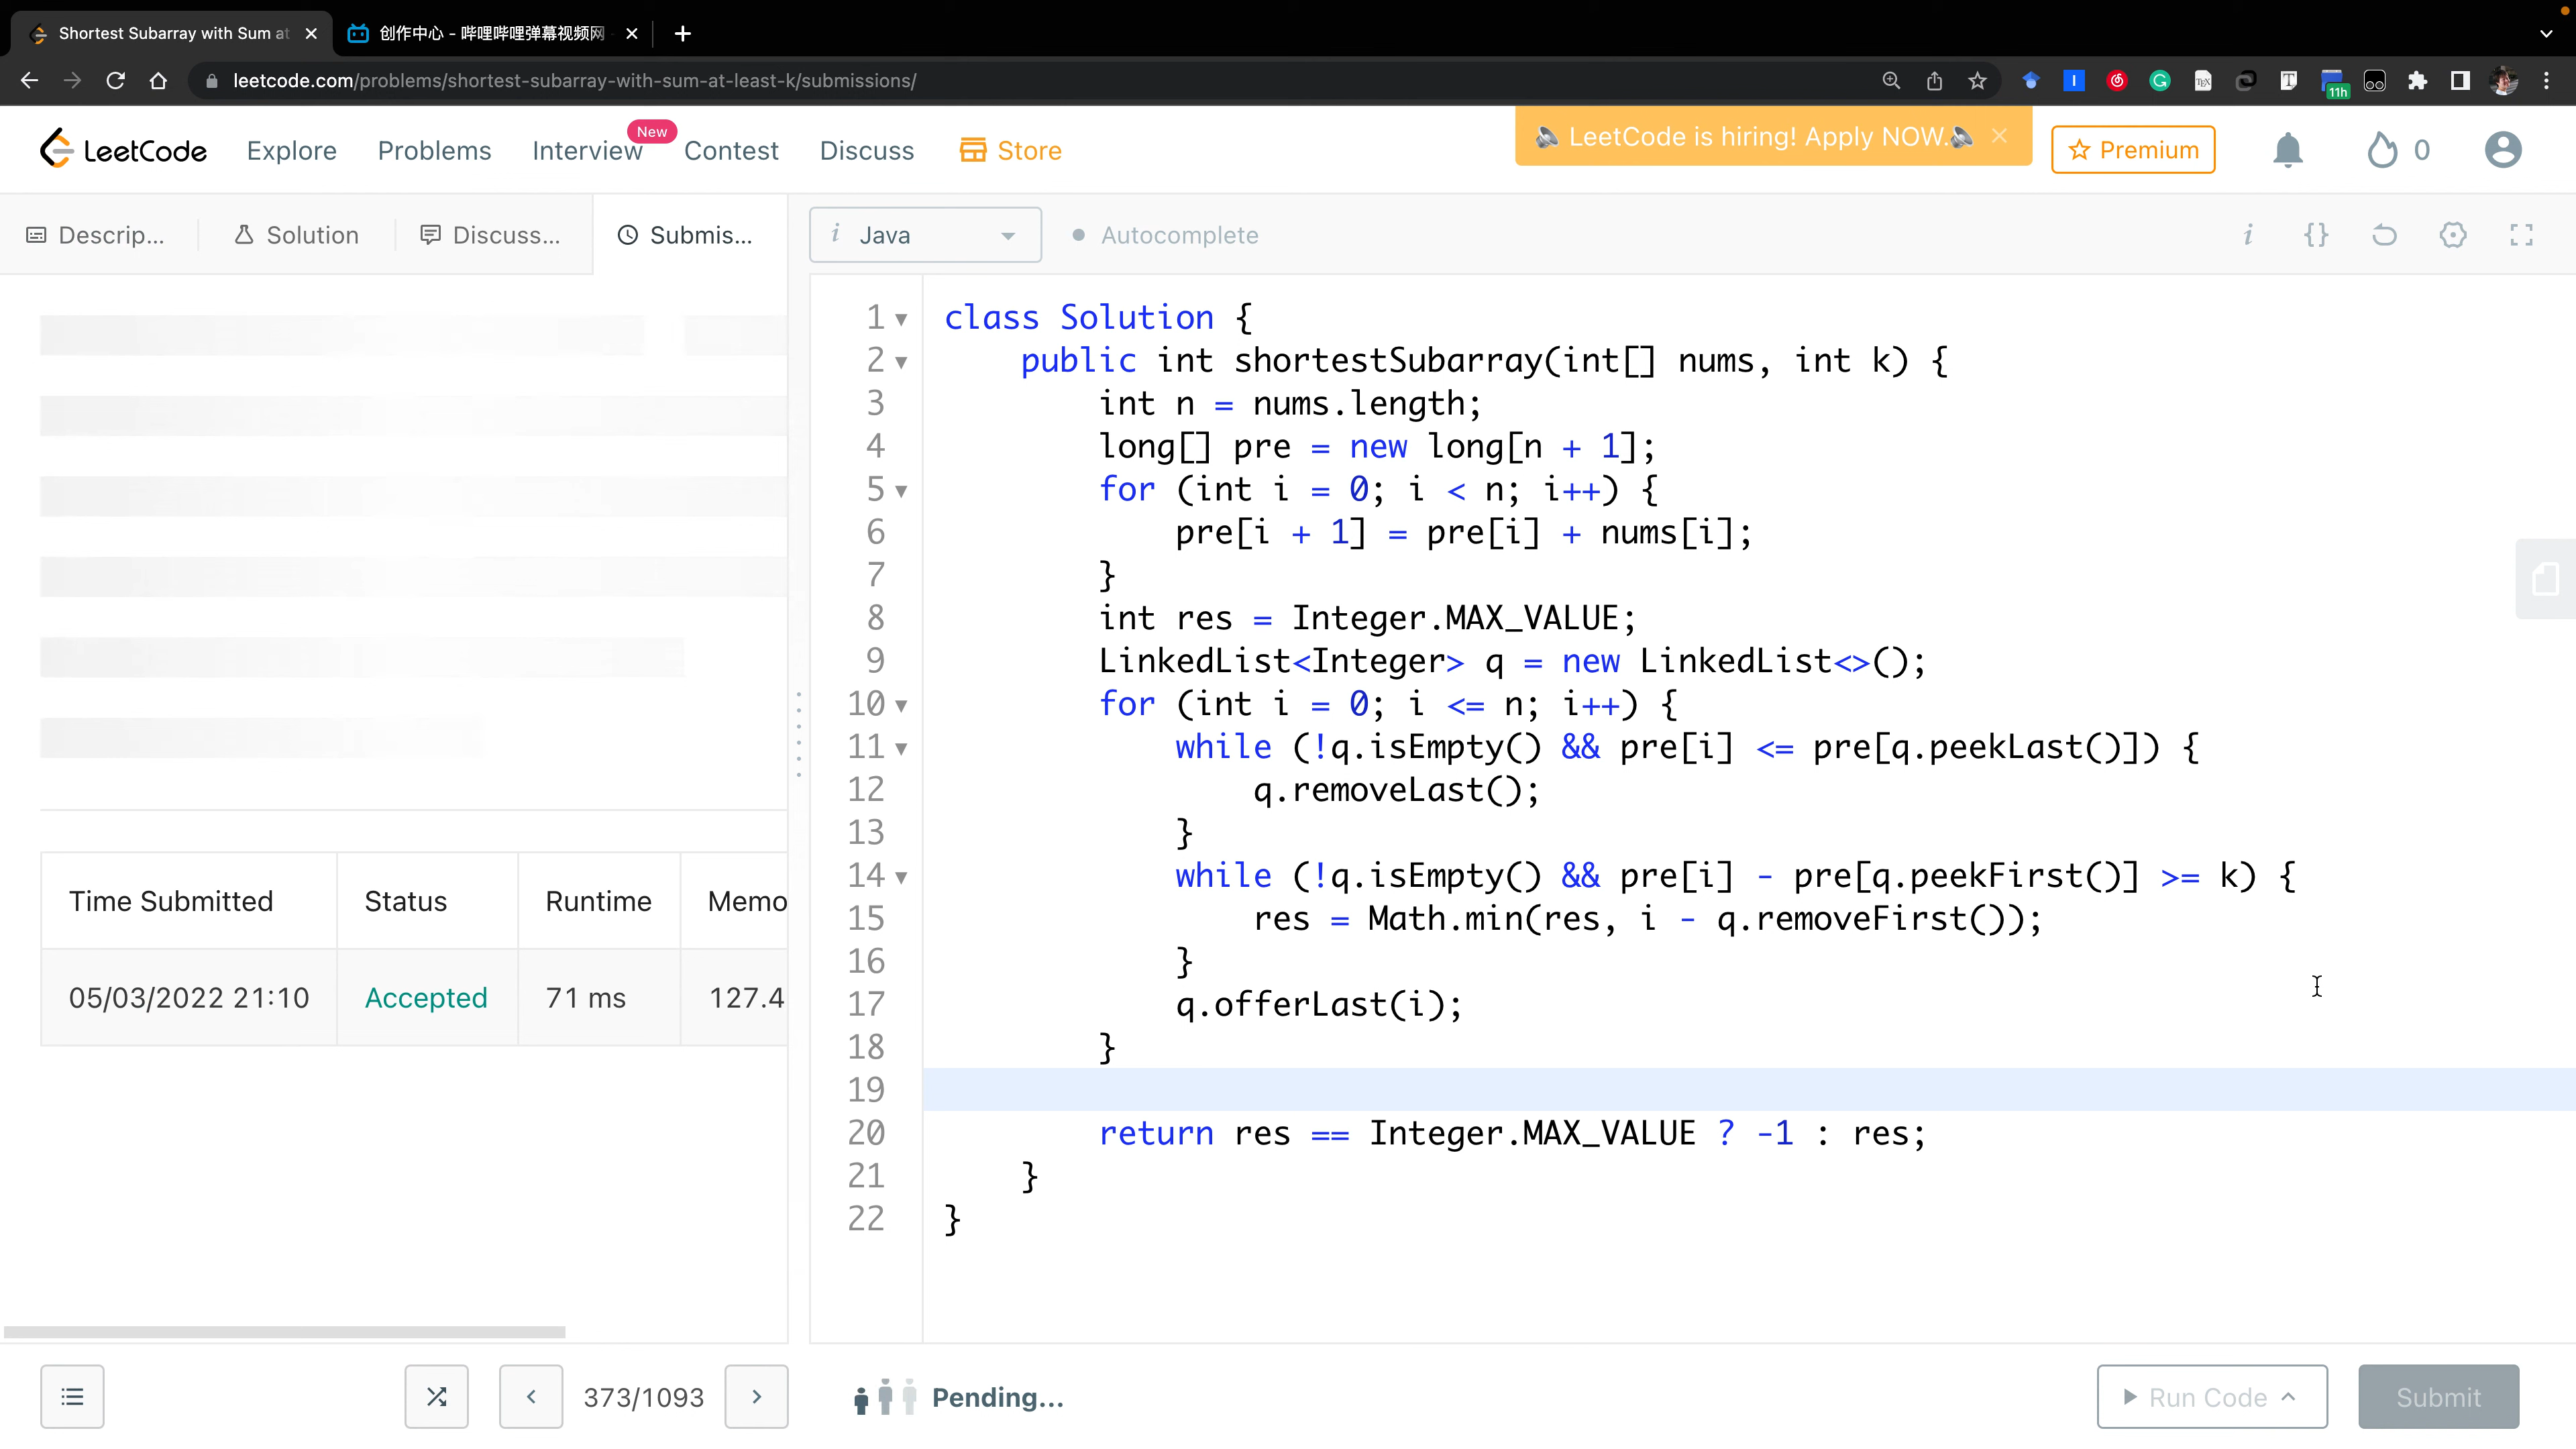 Shortest Subarray with Sum at
创作中心 - 哔哩哔哩弹幕视频网
leetcode.com/problems/shortest-subarray-with-sum-at-least-k/submissions/
11h
LeetCode
Explore
Problems
Interview
New
Contest
Discuss
Store
LeetCode is hiring! Apply NOW.
Premium
0
Descrip...
Solution
Discuss...
Submis...
i Java
Autocomplete
1 class Solution {
2 public int shortestSubarray(int[] nums, int k) {
3 int n = nums.length;
4 long[] pre = new long[n + 1];
5 for (int i = 0; i < n; i++) {
6 pre[i + 1] = pre[i] + nums[i];
7 }
8 int res = Integer.MAX_VALUE;
9 LinkedList<Integer> q = new LinkedList<>();
10 for (int i = 0; i <= n; i++) {
11 while (!q.isEmpty() && pre[i] <= pre[q.peekLast()]) {
12 q.removeLast();
13 }
14 while (!q.isEmpty() && pre[i] - pre[q.peekFirst()] >= k) {
15 res = Math.min(res, i - q.removeFirst());
16 }
17 q.offerLast(i);
18 }
19
20 return res == Integer.MAX_VALUE ? -1 : res;
21 }
22 }
Time Submitted Status Runtime Memo
05/03/2022 21:10 Accepted 71 ms 127.4
373/1093
Pending...
Run Code
Submit